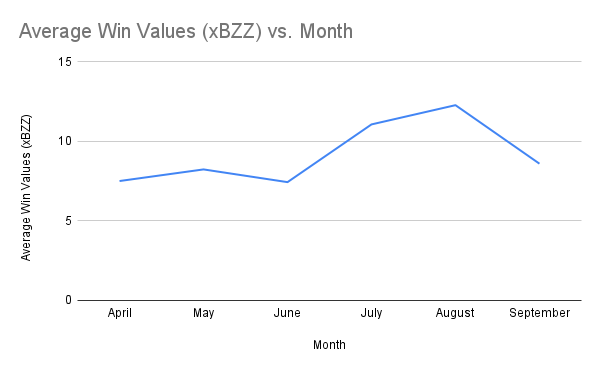 Average Win Values (xBZZ) vs. Month
Average Win Values (xBZZ)
15
10
5
0
April May June July August September
Month